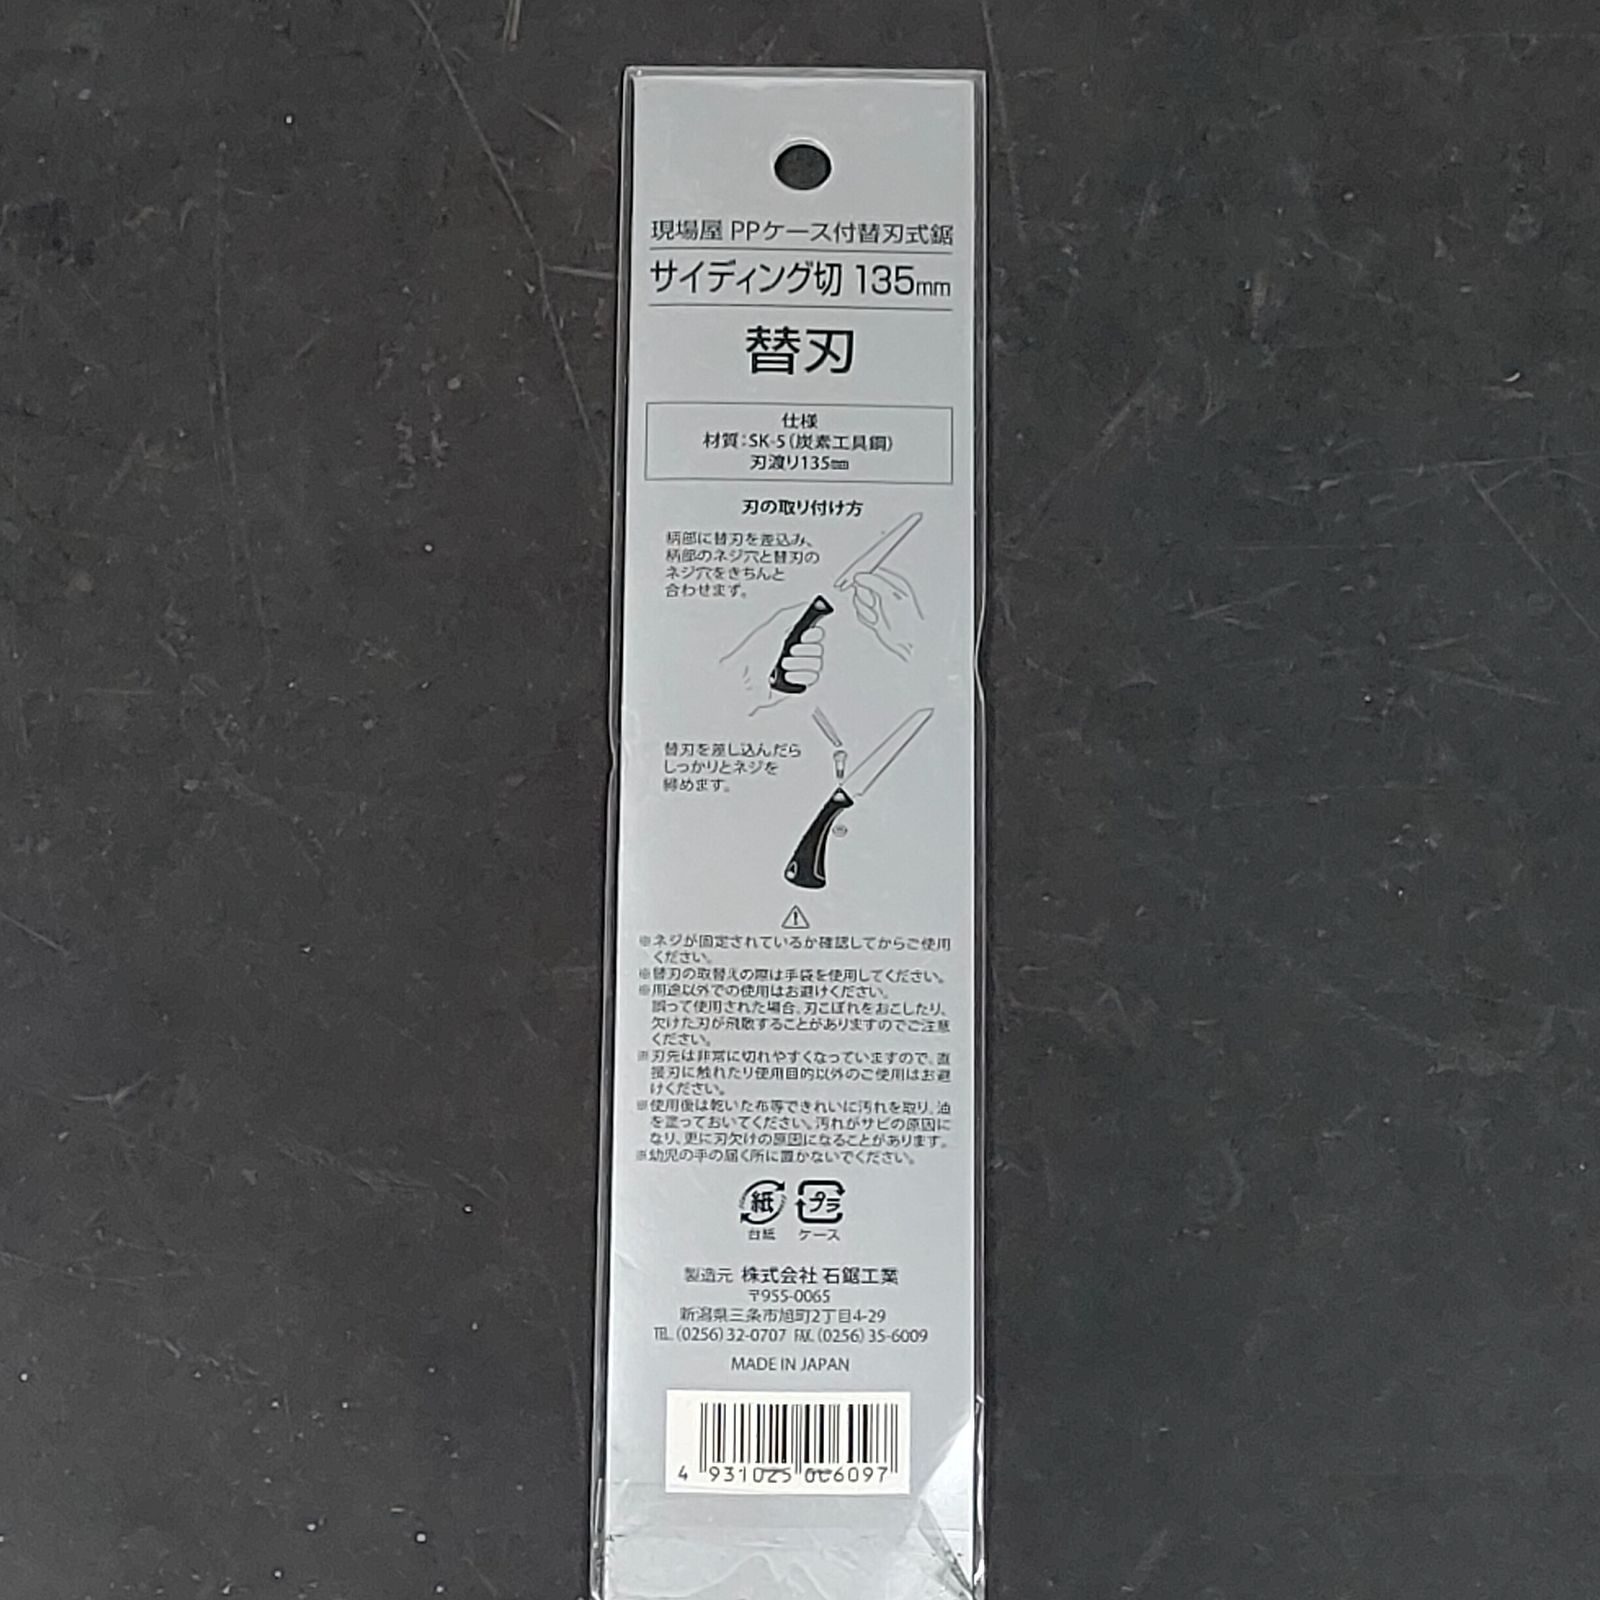 現場屋 PPケース付替刃式鋸
サイディング切 135mm
替刃
仕様
材質：SK-5（炭素工具鋼）
刃渡り135㎜
刃の取り付け方
柄部に替刃を差込み、
柄部のネジ穴と替刃の
ネジ穴をきちんと
合わせます。
替刃を差し込んだら
しっかりとネジを
締めます。
※ネジが固定されているか確認してからご使用
ください。
※替刃の取替えの際は手袋を使用してください。
※用途以外での使用はお避けください。
誤って使用された場合、刃こぼれをおこしたり、
欠けた刃が飛散することがありますのでご注意
ください。
※刃先は非常に切れやすくなっていますので、直
接刃に触れたり使用目的以外のご使用はお避
けください。
※使用後は乾いた布等できれいに汚れを取り、油
を塗っておいてください。汚れがサビの原因に
なり、更に刃欠けの原因になることがあります。
※幼児の手の届く所に置かないでください。
紙 プラ
台紙 ケース
製造元 株式会社 石鋸工業
〒955-0065
新潟県三条市旭町2丁目4-29
TEL.(0256)32-0707 FAX.(0256)35-6009
MADE IN JAPAN
4 931025 006097